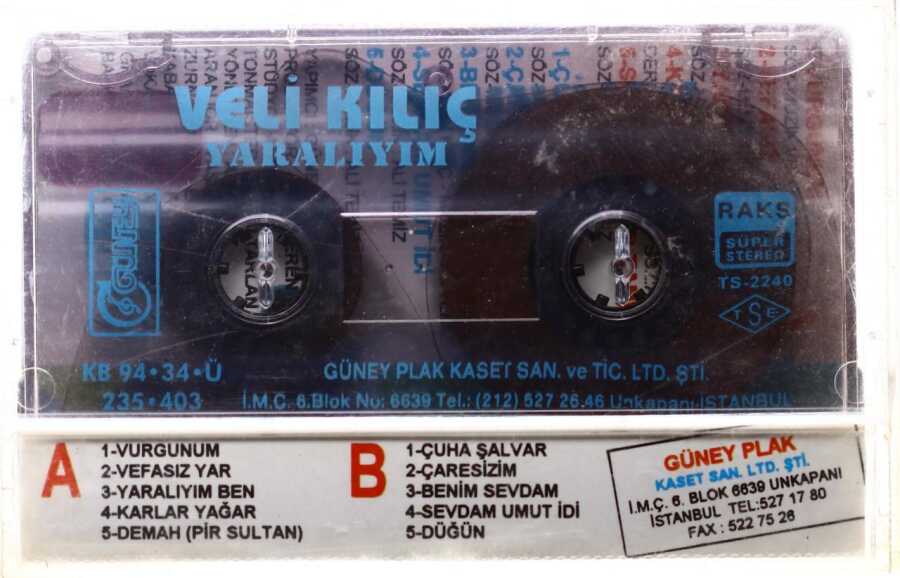 VELİ KILIÇ
YARALIYIM
GÜNEY
RAKS
SÜPER
STEREO
TS-2240
TSE
KB 94•34•Ü
235•403
GÜNEY PLAK KASET SAN. ve TİC. LTD. ŞTİ.
İ.M.Ç. 6.Blok No: 6639 Tel.: (212) 527 26.46 Unkapanı-İSTANBUL
A
1-VURGUNUM
2-VEFASIZ YAR
3-YARALIYIM BEN
4-KARLAR YAĞAR
5-DEMAH (PİR SULTAN)
B
1-ÇUHA ŞALVAR
2-ÇARESİZİM
3-BENİM SEVDAM
4-SEVDAM UMUT İDİ
5-DÜĞÜN
GÜNEY PLAK
KASET SAN. LTD. ŞTİ.
İ.M.Ç. 6. BLOK 6639 UNKAPANI
İSTANBUL TEL:527 17 80
FAX : 522 75 26